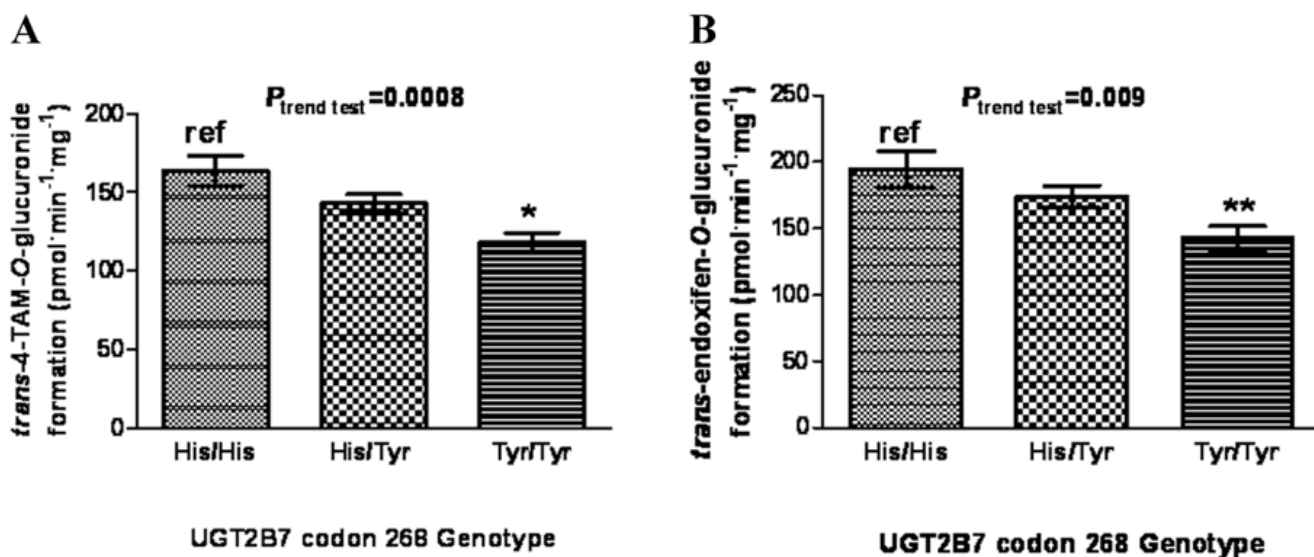 A
trans-4-TAM-O-glucuronide
formation (pmol·min⁻¹·mg⁻¹)
P trend test=0.0008
200
150
100
50
0
ref
*
His/His His/Tyr Tyr/Tyr
UGT2B7 codon 268 Genotype
B
trans-endoxifen-O-glucuronide
formation (pmol·min⁻¹·mg⁻¹)
P trend test=0.009
250
200
150
100
50
0
ref
**
His/His His/Tyr Tyr/Tyr
UGT2B7 codon 268 Genotype